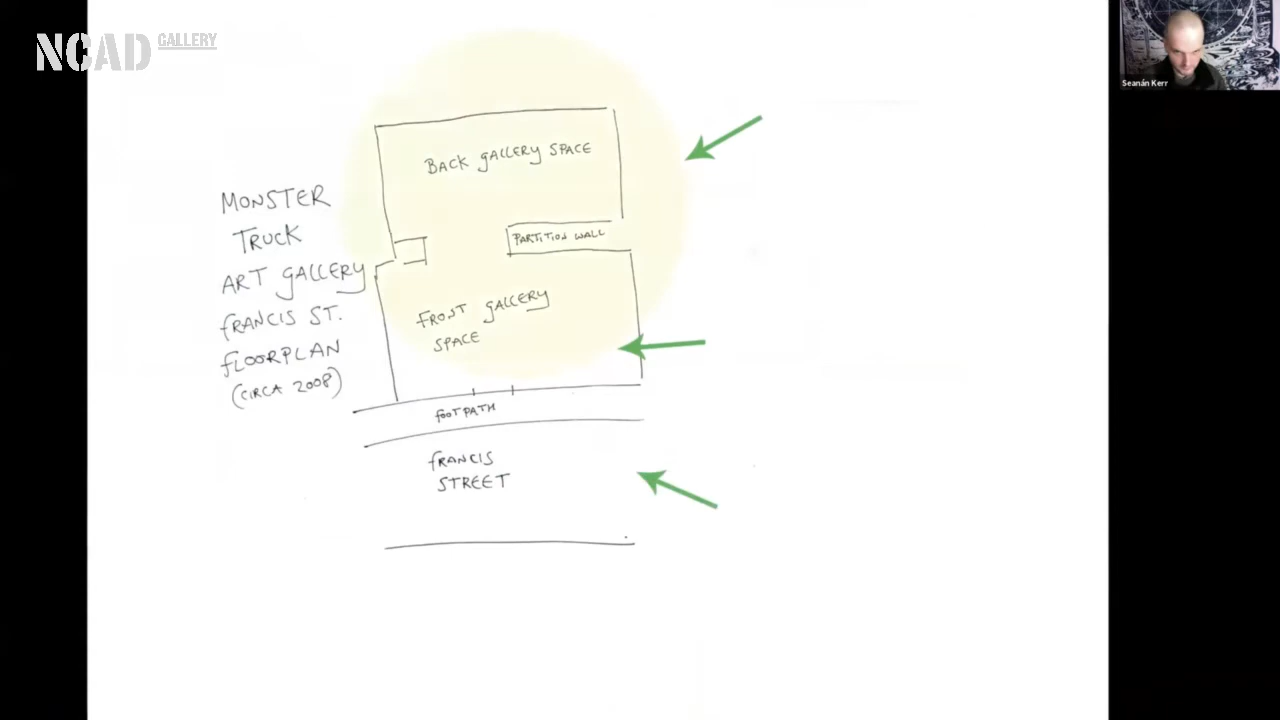 NCAD GALLERY
Seanán Kerr
MONSTER
TRUCK
ART GALLERY
FRANCIS ST.
FLOORPLAN
(CIRCA 2008)
BACK GALLERY SPACE
PARTITION WALL
FRONT GALLERY
SPACE
FOOTPATH
FRANCIS
STREET